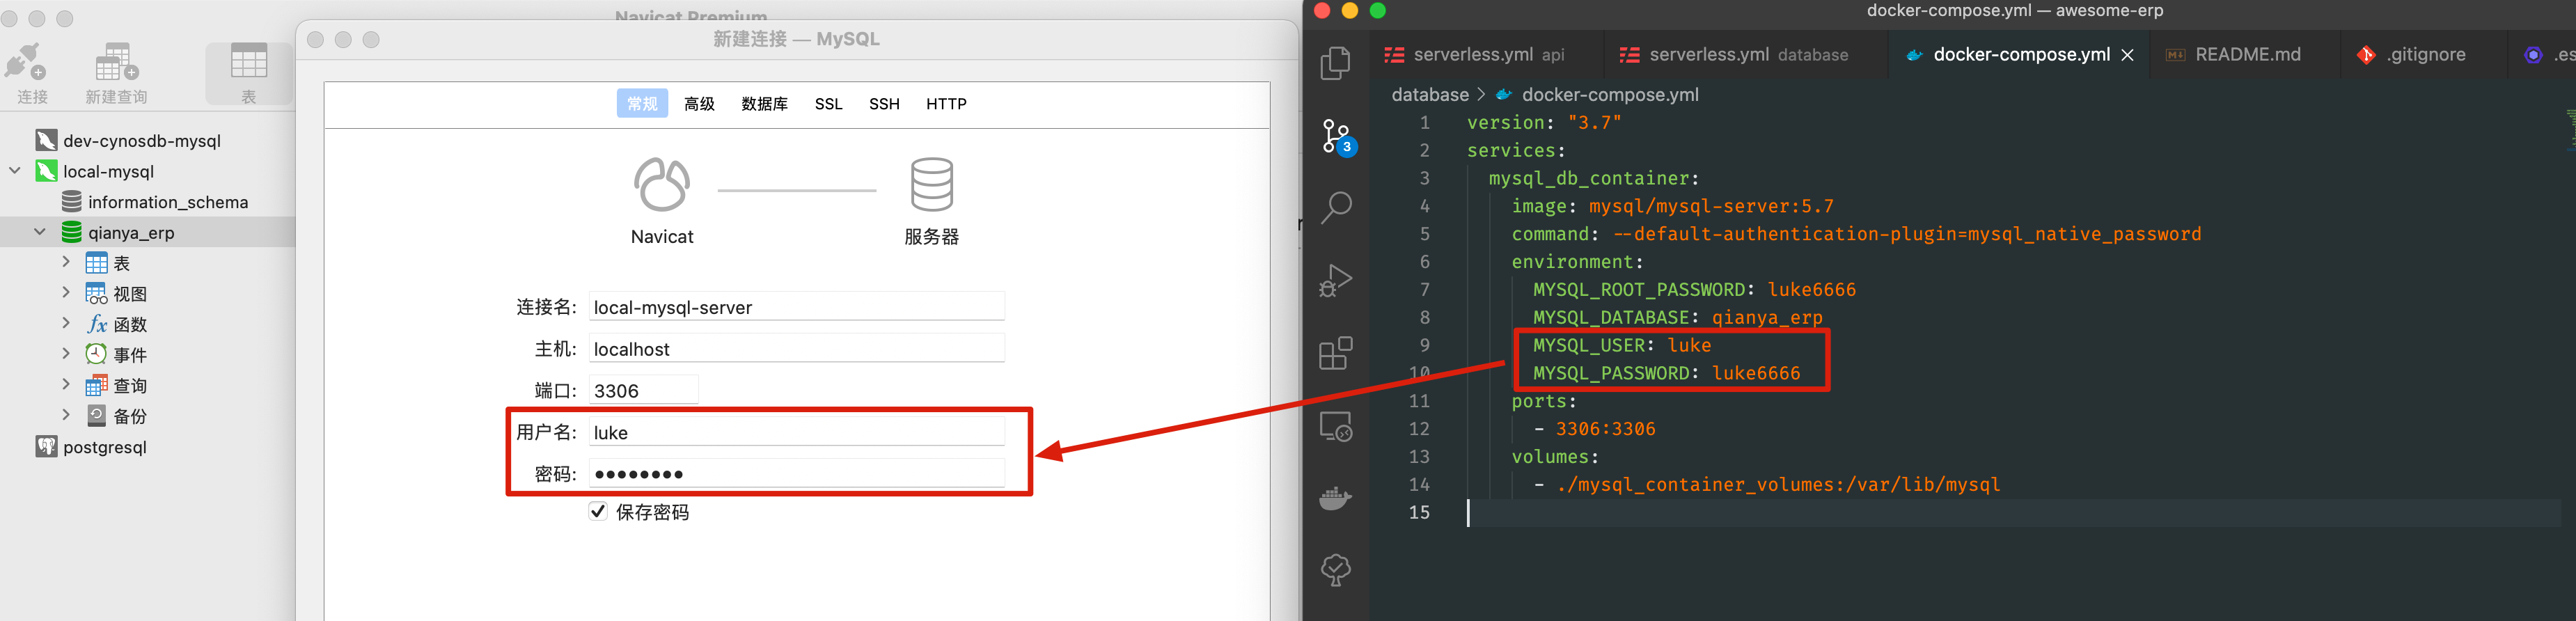 Navicat Premium
连接
新建查询
表
dev-cynosdb-mysql
local-mysql
information_schema
qianya_erp
表
视图
函数
事件
查询
备份
postgresql
新建连接 — MySQL
常规 高级 数据库 SSL SSH HTTP
Navicat
服务器
连接名: local-mysql-server
主机: localhost
端口: 3306
用户名: luke
密码: ●●●●●●●●
保存密码
docker-compose.yml — awesome-erp
serverless.yml api
serverless.yml database
docker-compose.yml
README.md
.gitignore
.es
database > docker-compose.yml
3
1 version: "3.7"
2 services:
3 mysql_db_container:
4 image: mysql/mysql-server:5.7
5 command: --default-authentication-plugin=mysql_native_password
6 environment:
7 MYSQL_ROOT_PASSWORD: luke6666
8 MYSQL_DATABASE: qianya_erp
9 MYSQL_USER: luke
10 MYSQL_PASSWORD: luke6666
11 ports:
12 - 3306:3306
13 volumes:
14 - ./mysql_container_volumes:/var/lib/mysql
15